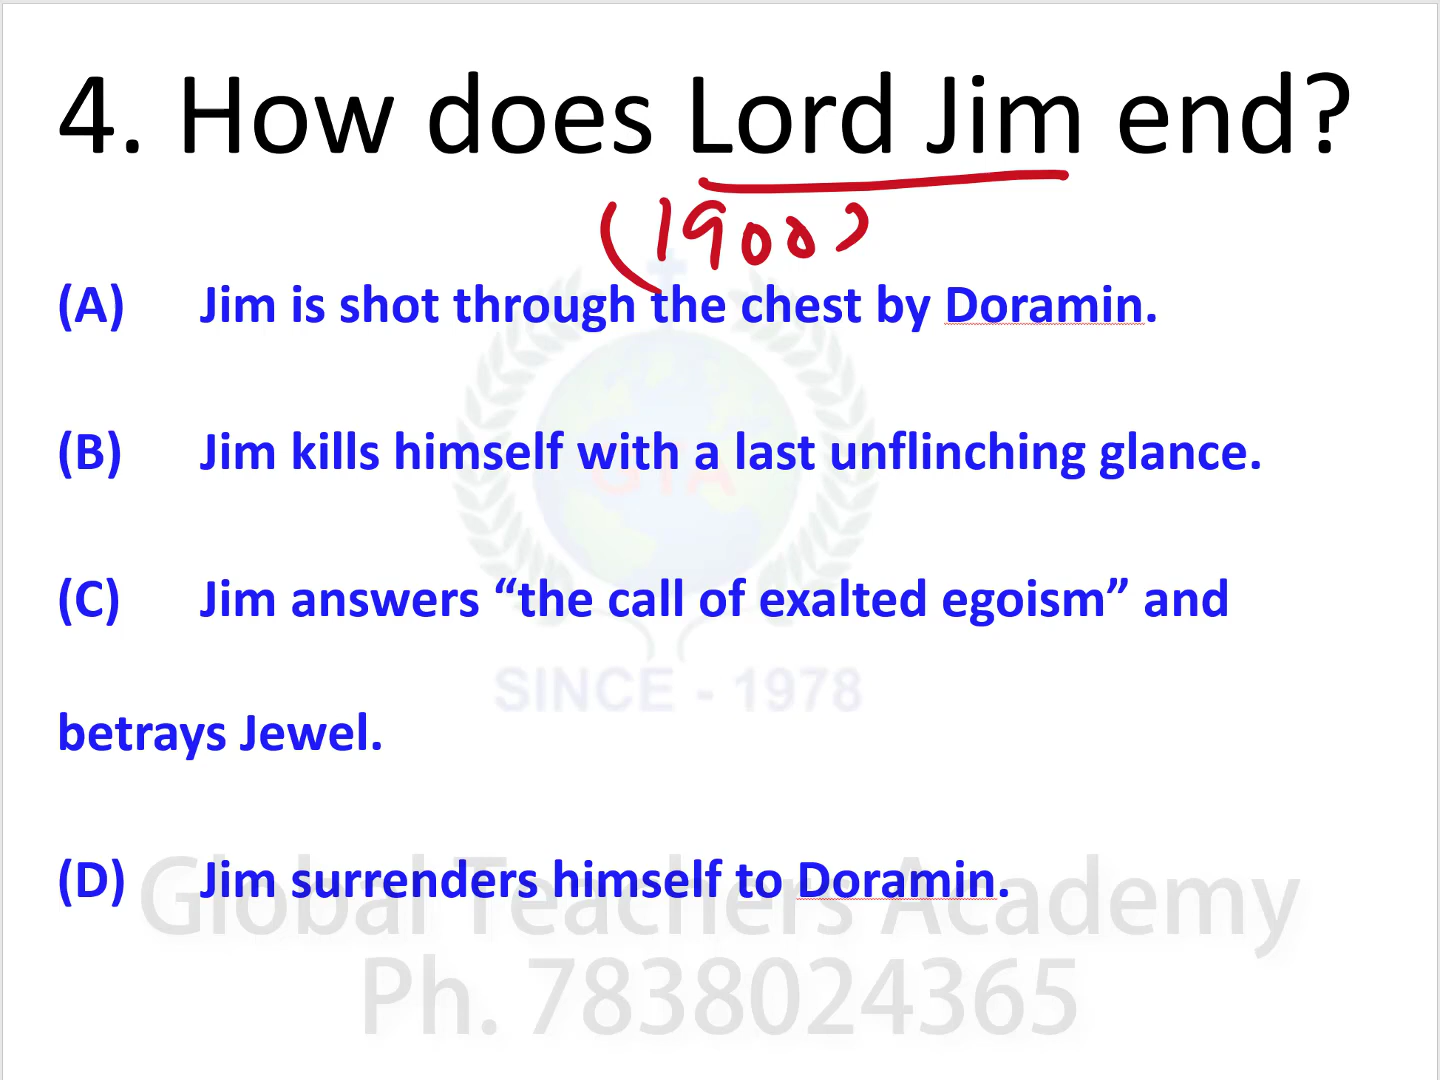 4. How does Lord Jim end?
(1900)
(A) Jim is shot through the chest by Doramin.
(B) Jim kills himself with a last unflinching glance.
GTA
(C) Jim answers “the call of exalted egoism” and
SINCE - 1978
betrays Jewel.
(D) Jim surrenders himself to Doramin.
Global Teachers Academy
Ph. 7838024365